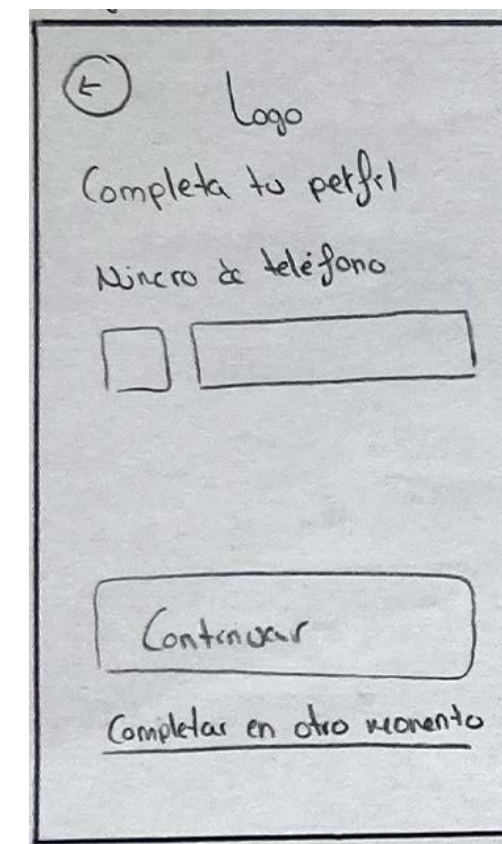 Logo
Completa tu perfil
Número de teléfono
Continuar
Completar en otro momento